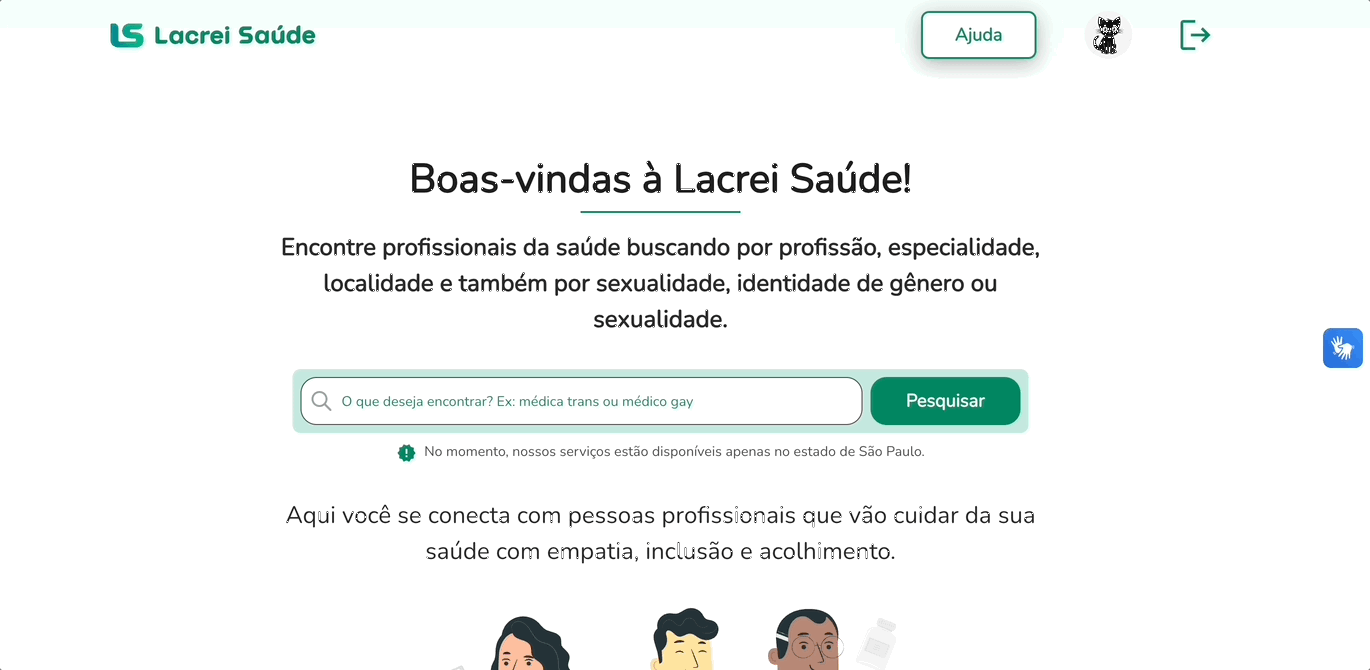 LS Lacrei Saúde
Ajuda
Boas-vindas à Lacrei Saúde!
Encontre profissionais da saúde buscando por profissão, especialidade,
localidade e também por sexualidade, identidade de gênero ou
sexualidade.
O que deseja encontrar? Ex: médica trans ou médico gay
Pesquisar
No momento, nossos serviços estão disponíveis apenas no estado de São Paulo.
Aqui você se conecta com pessoas profissionais que vão cuidar da sua
saúde com empatia, inclusão e acolhimento.